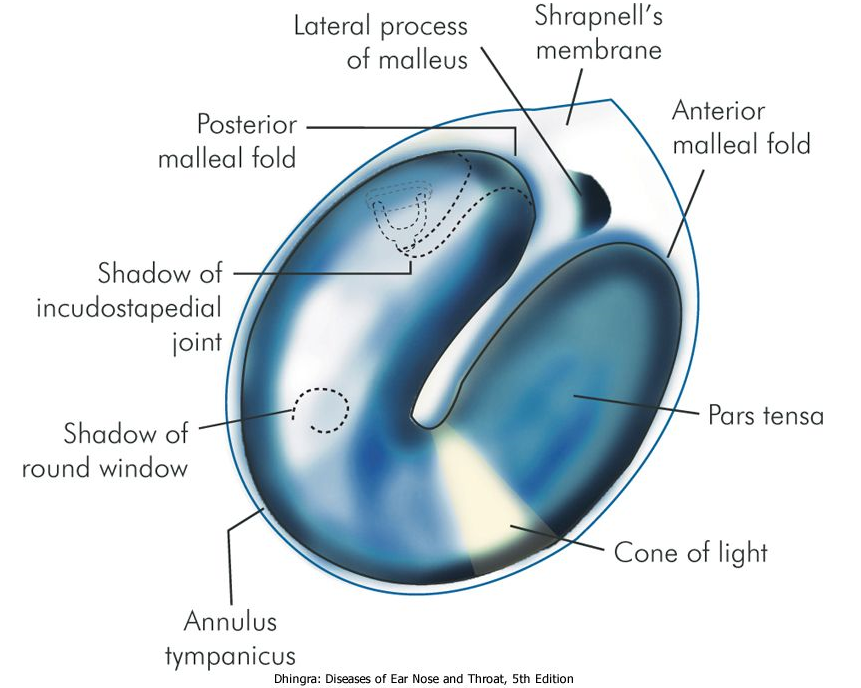 Lateral process
of malleus
Shrapnell's
membrane
Posterior
malleal fold
Anterior
malleal fold
Shadow of
incudostapedial
joint
Shadow of
round window
Pars tensa
Cone of light
Annulus
tympanicus
Dhingra: Diseases of Ear Nose and Throat, 5th Edition